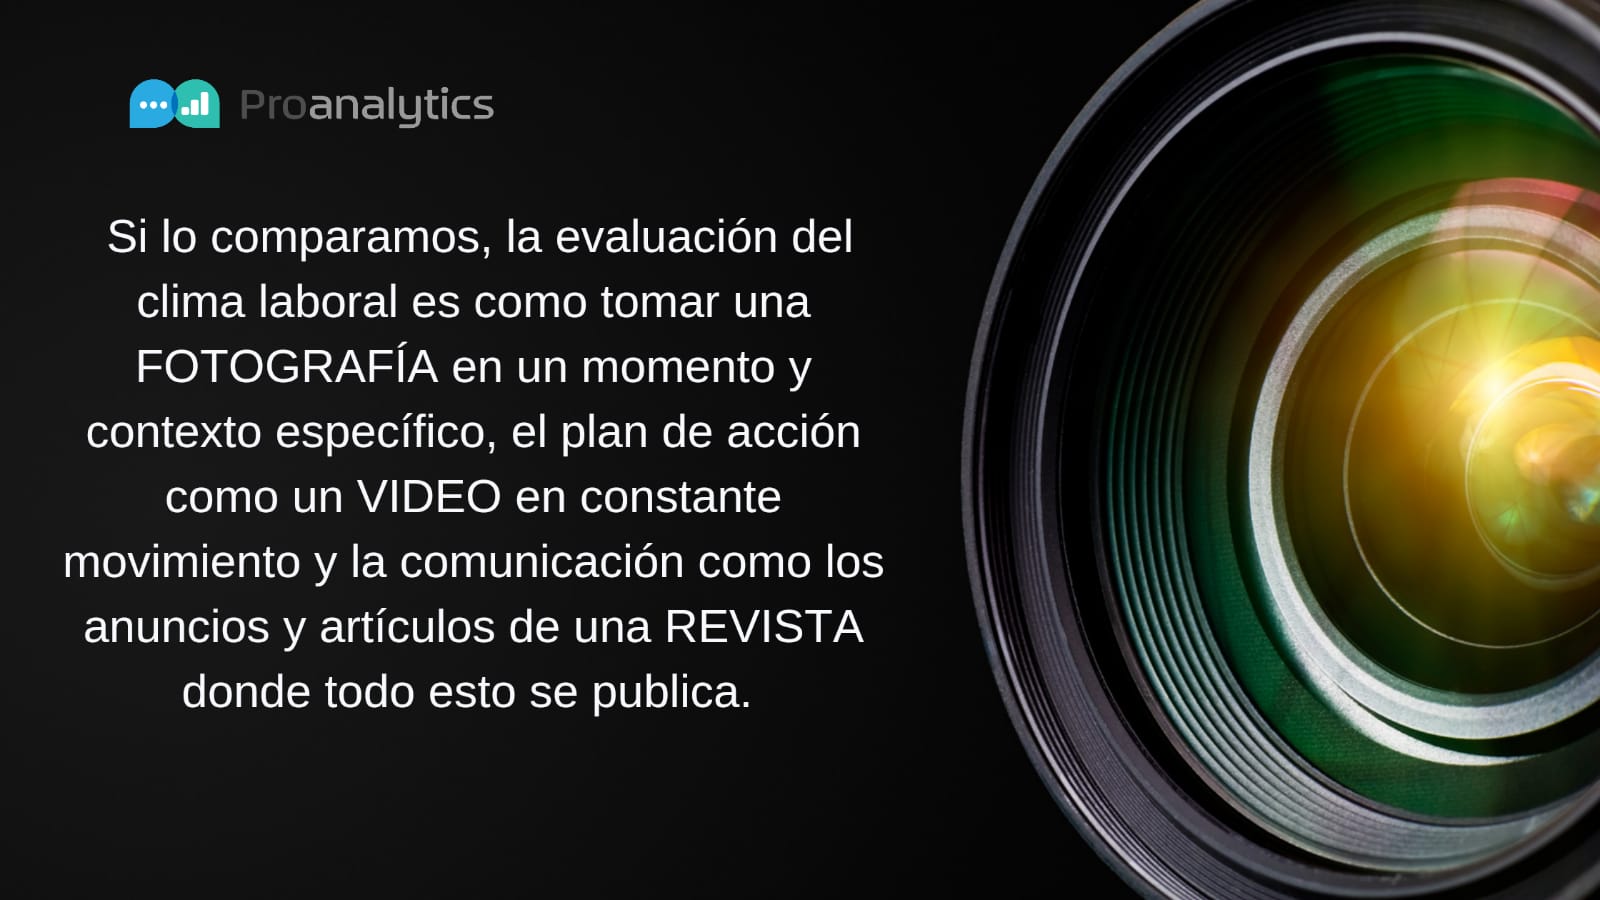 Proanalytics
Si lo comparamos, la evaluación del
clima laboral es como tomar una
FOTOGRAFÍA en un momento y
contexto específico, el plan de acción
como un VIDEO en constante
movimiento y la comunicación como los
anuncios y artículos de una REVISTA
donde todo esto se publica.